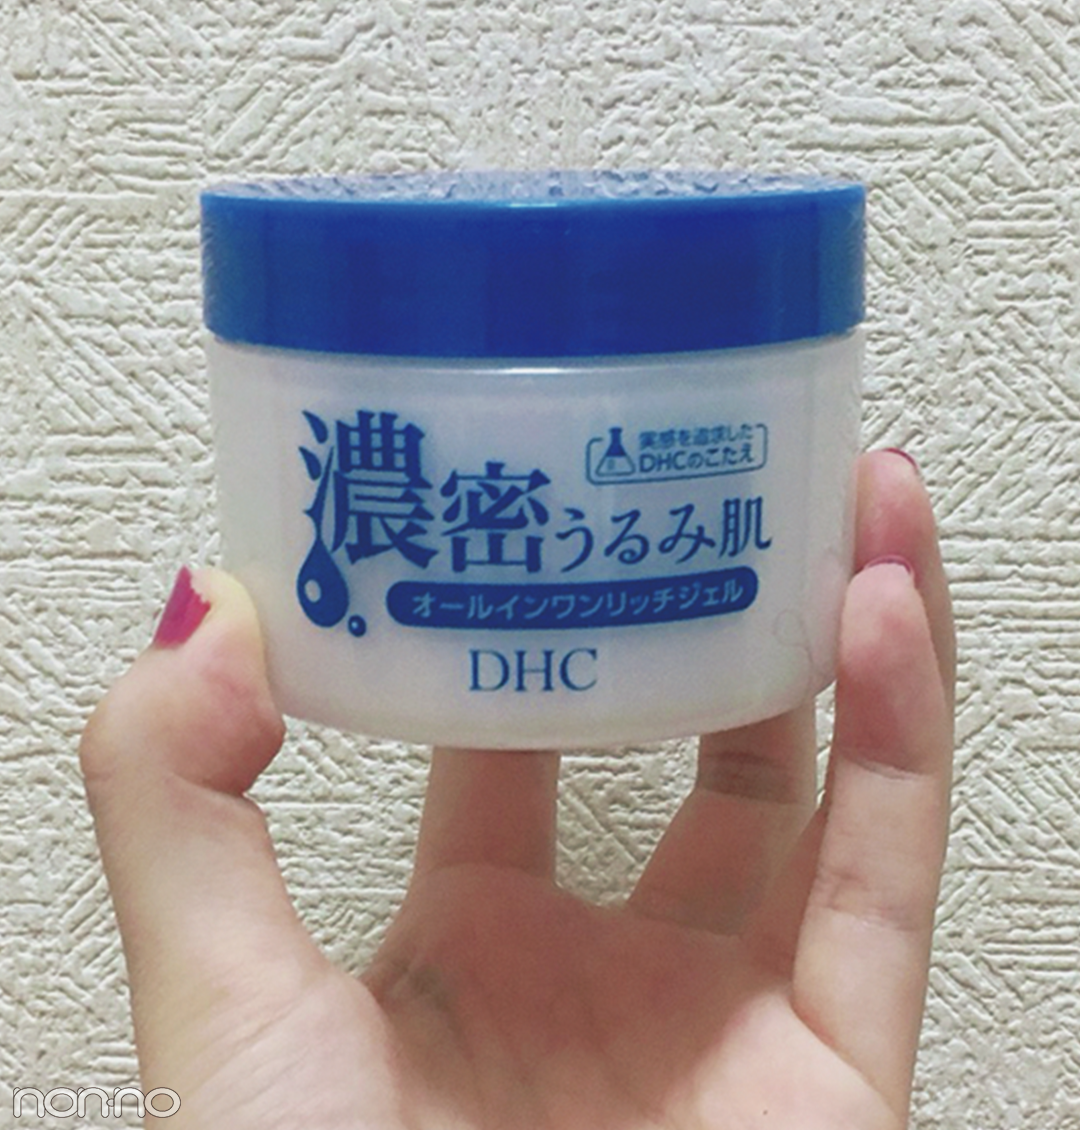 実感を追求した
DHCのこたえ
濃密うるみ肌
オールインワンリッチジェル
DHC
non-no